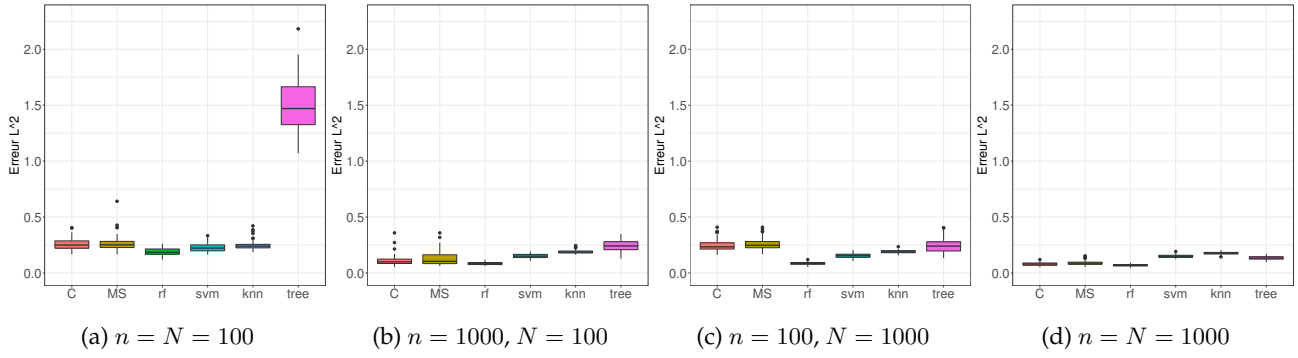 Erreur L^2
2.0
1.5
1.0
0.5
0.0
C MS rf svm knn tree
(a) n = N = 100
Erreur L^2
2.0
1.5
1.0
0.5
0.0
C MS rf svm knn tree
(b) n = 1000, N = 100
Erreur L^2
2.0
1.5
1.0
0.5
0.0
C MS rf svm knn tree
(c) n = 100, N = 1000
Erreur L^2
2.0
1.5
1.0
0.5
0.0
C MS rf svm knn tree
(d) n = N = 1000